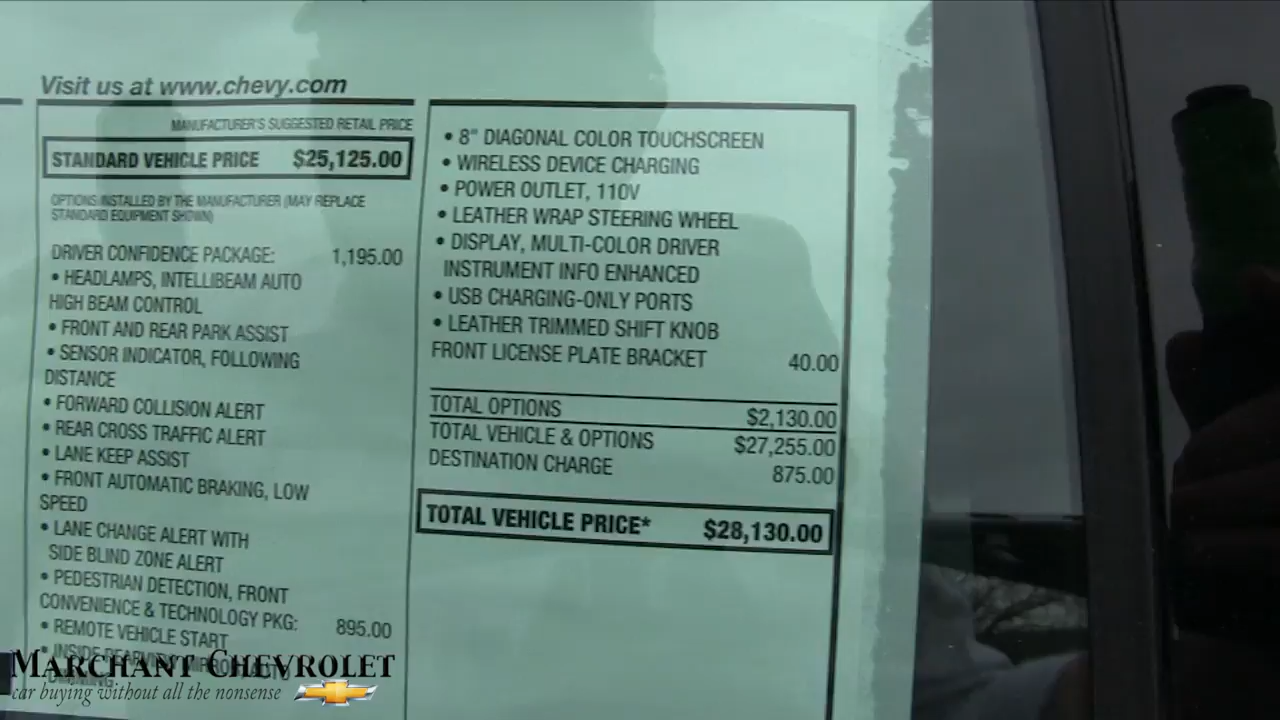 Visit us at www.chevy.com
MANUFACTURER'S SUGGESTED RETAIL PRICE
STANDARD VEHICLE PRICE $25,125.00
OPTIONS INSTALLED BY THE MANUFACTURER (MAY REPLACE
STANDARD EQUIPMENT SHOWN)
DRIVER CONFIDENCE PACKAGE: 1,195.00
• HEADLAMPS, INTELLIBEAM AUTO
HIGH BEAM CONTROL
• FRONT AND REAR PARK ASSIST
• SENSOR INDICATOR, FOLLOWING
DISTANCE
• FORWARD COLLISION ALERT
• REAR CROSS TRAFFIC ALERT
• LANE KEEP ASSIST
• FRONT AUTOMATIC BRAKING, LOW
SPEED
• LANE CHANGE ALERT WITH
SIDE BLIND ZONE ALERT
• PEDESTRIAN DETECTION, FRONT
CONVENIENCE & TECHNOLOGY PKG: 895.00
• REMOTE VEHICLE START
• INSIDE REARVIEW MIRROR AUTO
DIMMING
• 8" DIAGONAL COLOR TOUCHSCREEN
• WIRELESS DEVICE CHARGING
• POWER OUTLET, 110V
• LEATHER WRAP STEERING WHEEL
• DISPLAY, MULTI-COLOR DRIVER
INSTRUMENT INFO ENHANCED
• USB CHARGING-ONLY PORTS
• LEATHER TRIMMED SHIFT KNOB
FRONT LICENSE PLATE BRACKET 40.00
TOTAL OPTIONS $2,130.00
TOTAL VEHICLE & OPTIONS $27,255.00
DESTINATION CHARGE 875.00
TOTAL VEHICLE PRICE* $28,130.00
MARCHANT CHEVROLET
car buying without all the nonsense